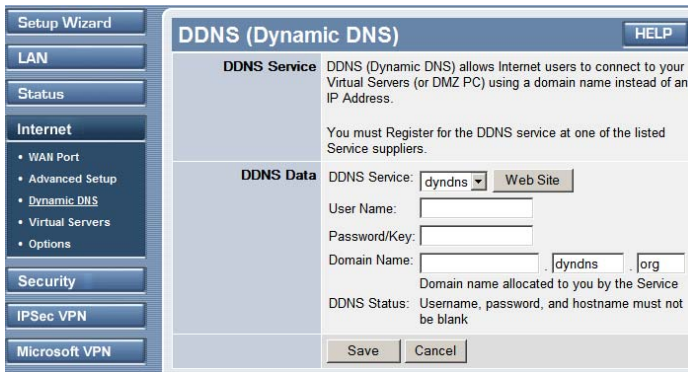 Setup Wizard
LAN
Status
Internet
• WAN Port
• Advanced Setup
• Dynamic DNS
• Virtual Servers
• Options
Security
IPSec VPN
Microsoft VPN
DDNS (Dynamic DNS)
HELP
DDNS Service
DDNS (Dynamic DNS) allows Internet users to connect to your
Virtual Servers (or DMZ PC) using a domain name instead of an
IP Address.
You must Register for the DDNS service at one of the listed
Service suppliers.
DDNS Data
DDNS Service: dyndns Web Site
User Name:
Password/Key:
Domain Name: . dyndns . org
Domain name allocated to you by the Service
DDNS Status: Username, password, and hostname must not
be blank
Save Cancel